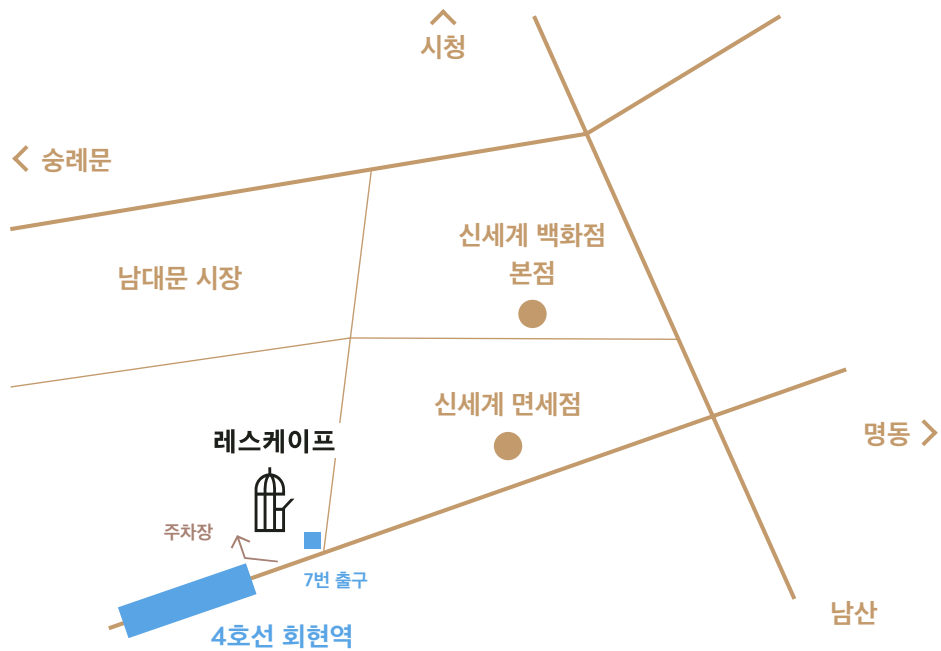 시청
숭례문
신세계 백화점
본점
남대문 시장
신세계 면세점
레스케이프
명동
주차장
7번 출구
남산
4호선 회현역